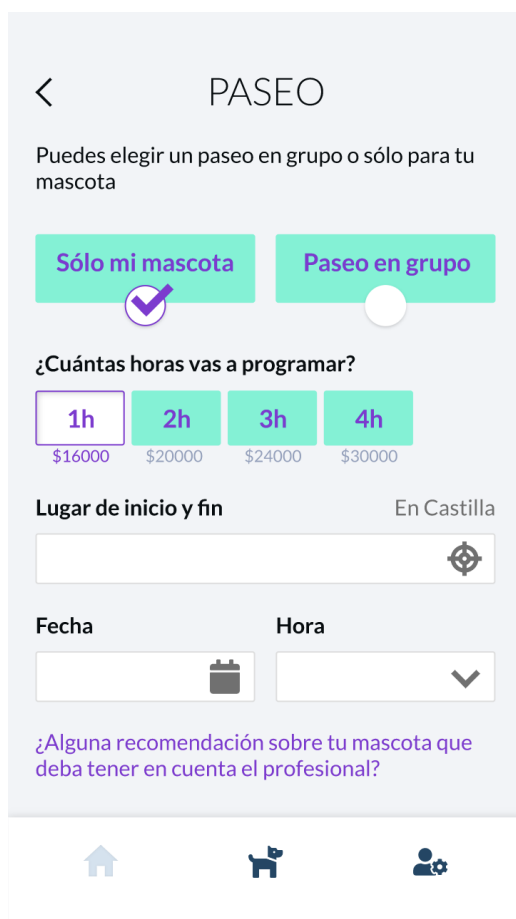 PASEO
Puedes elegir un paseo en grupo o sólo para tu
mascota
Sólo mi mascota
Paseo en grupo
¿Cuántas horas vas a programar?
1h 2h 3h 4h
$16000 $20000 $24000 $30000
Lugar de inicio y fin En Castilla
Fecha Hora
¿Alguna recomendación sobre tu mascota que
deba tener en cuenta el profesional?